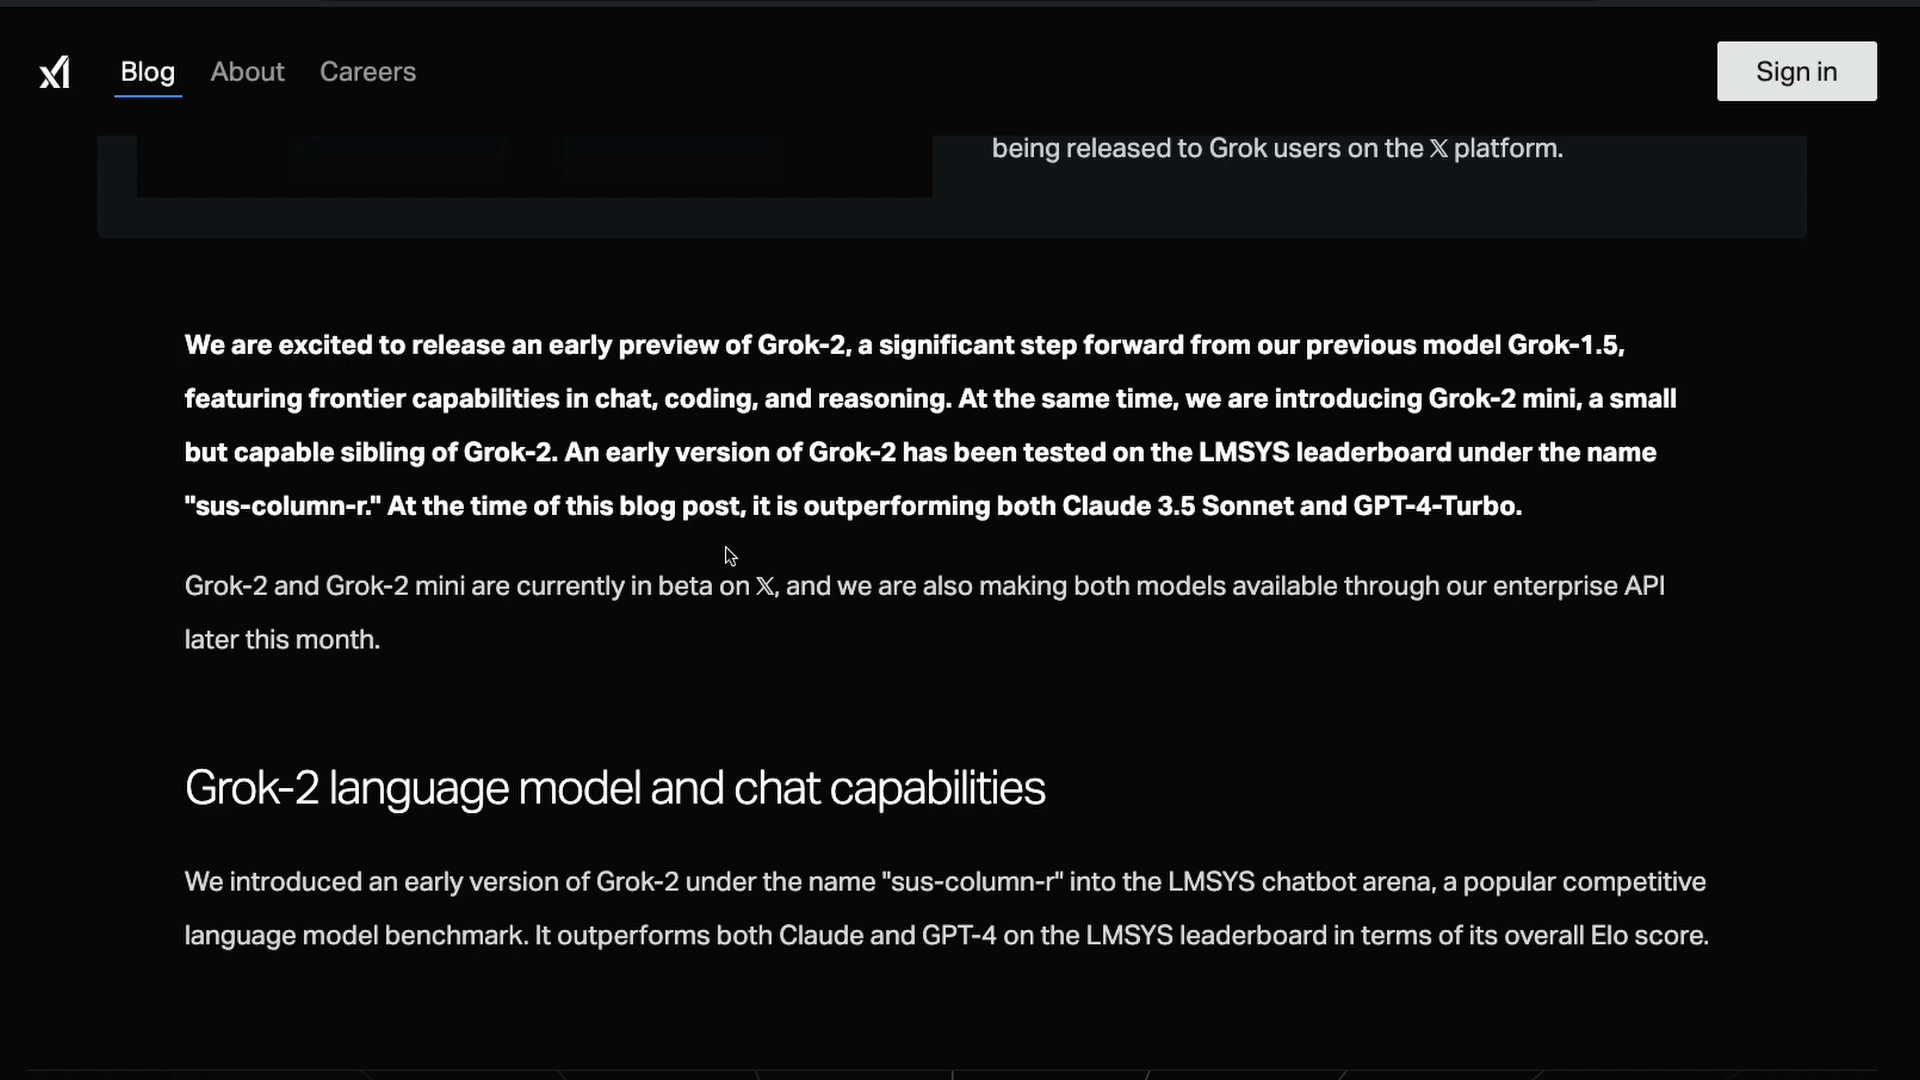 xI Blog About Careers Sign in
being released to Grok users on the 𝕏 platform.
We are excited to release an early preview of Grok-2, a significant step forward from our previous model Grok-1.5,
featuring frontier capabilities in chat, coding, and reasoning. At the same time, we are introducing Grok-2 mini, a small
but capable sibling of Grok-2. An early version of Grok-2 has been tested on the LMSYS leaderboard under the name
"sus-column-r." At the time of this blog post, it is outperforming both Claude 3.5 Sonnet and GPT-4-Turbo.
Grok-2 and Grok-2 mini are currently in beta on 𝕏, and we are also making both models available through our enterprise API
later this month.
Grok-2 language model and chat capabilities
We introduced an early version of Grok-2 under the name "sus-column-r" into the LMSYS chatbot arena, a popular competitive
language model benchmark. It outperforms both Claude and GPT-4 on the LMSYS leaderboard in terms of its overall Elo score.